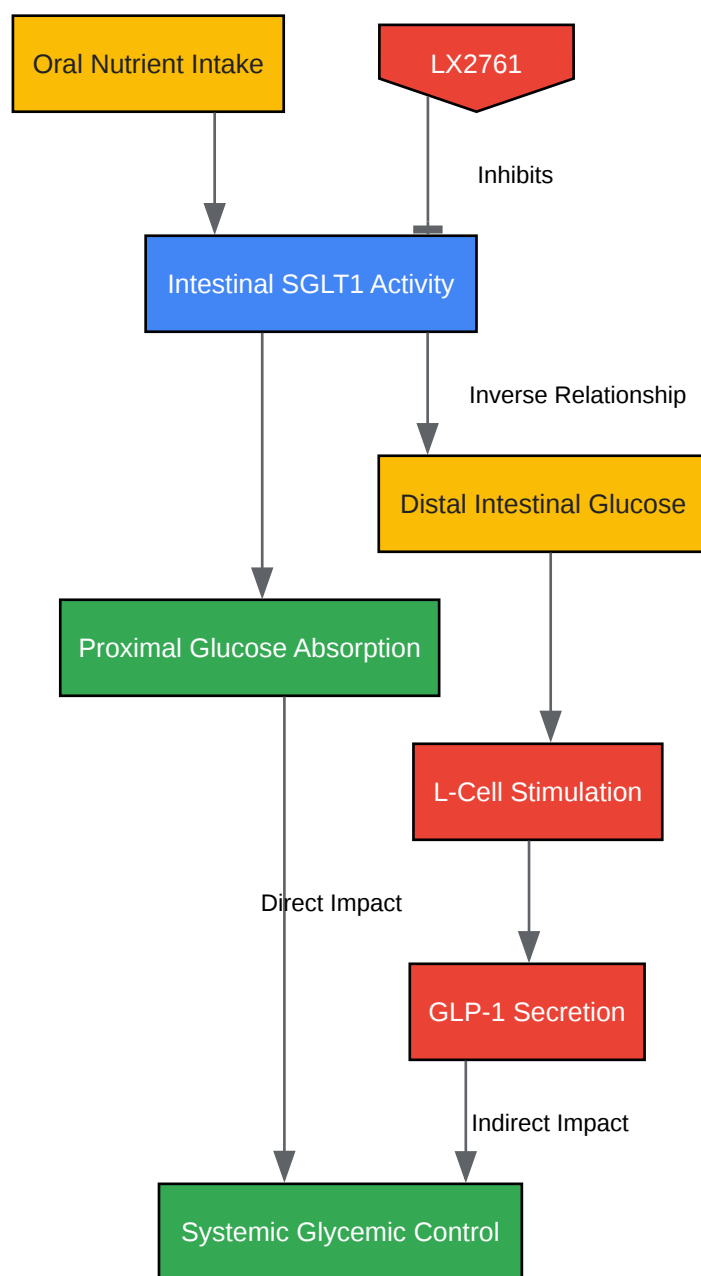 Oral Nutrient Intake
LX2761
Inhibits
Intestinal SGLT1 Activity
Inverse Relationship
Distal Intestinal Glucose
Proximal Glucose Absorption
L-Cell Stimulation
Direct Impact
GLP-1 Secretion
Indirect Impact
Systemic Glycemic Control